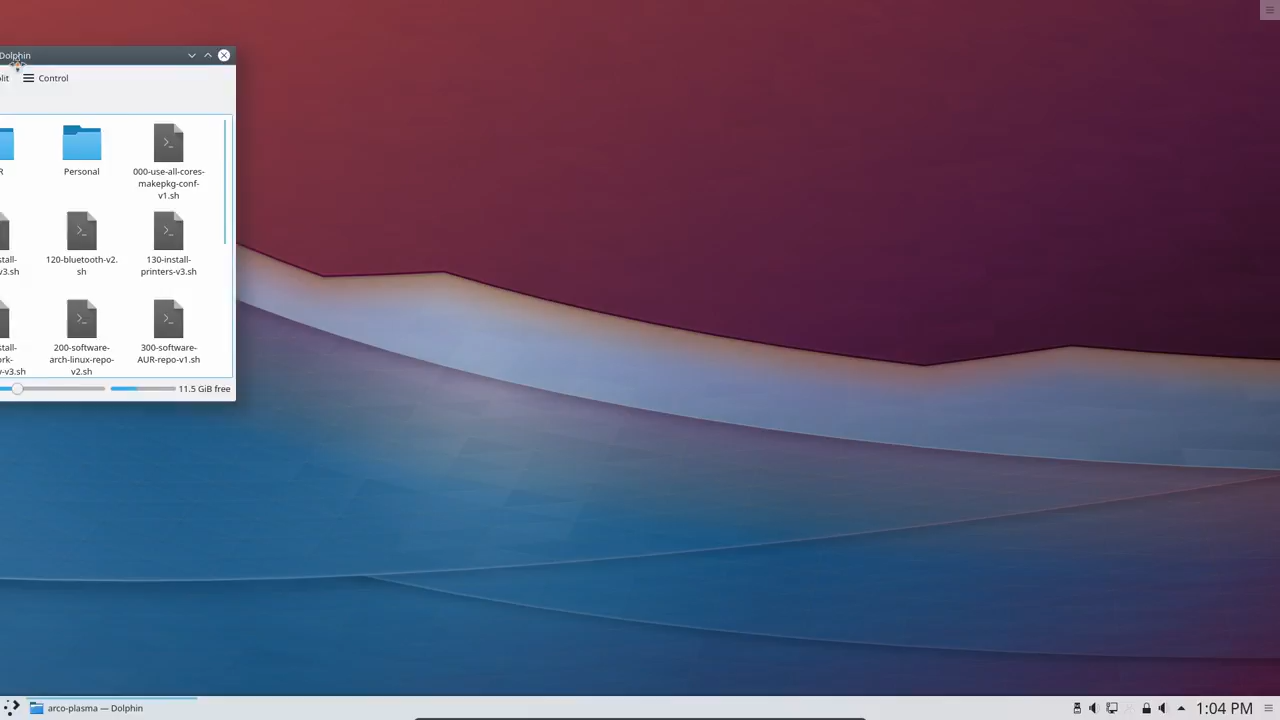 Dolphin
lit
Control
R
Personal
000-use-all-cores-
makepkg-conf-
v1.sh
stall-
v3.sh
120-bluetooth-v2.
sh
130-install-
printers-v3.sh
stall-
ork-
v-v3.sh
200-software-
arch-linux-repo-
v2.sh
300-software-
AUR-repo-v1.sh
11.5 GiB free
arco-plasma — Dolphin
1:04 PM